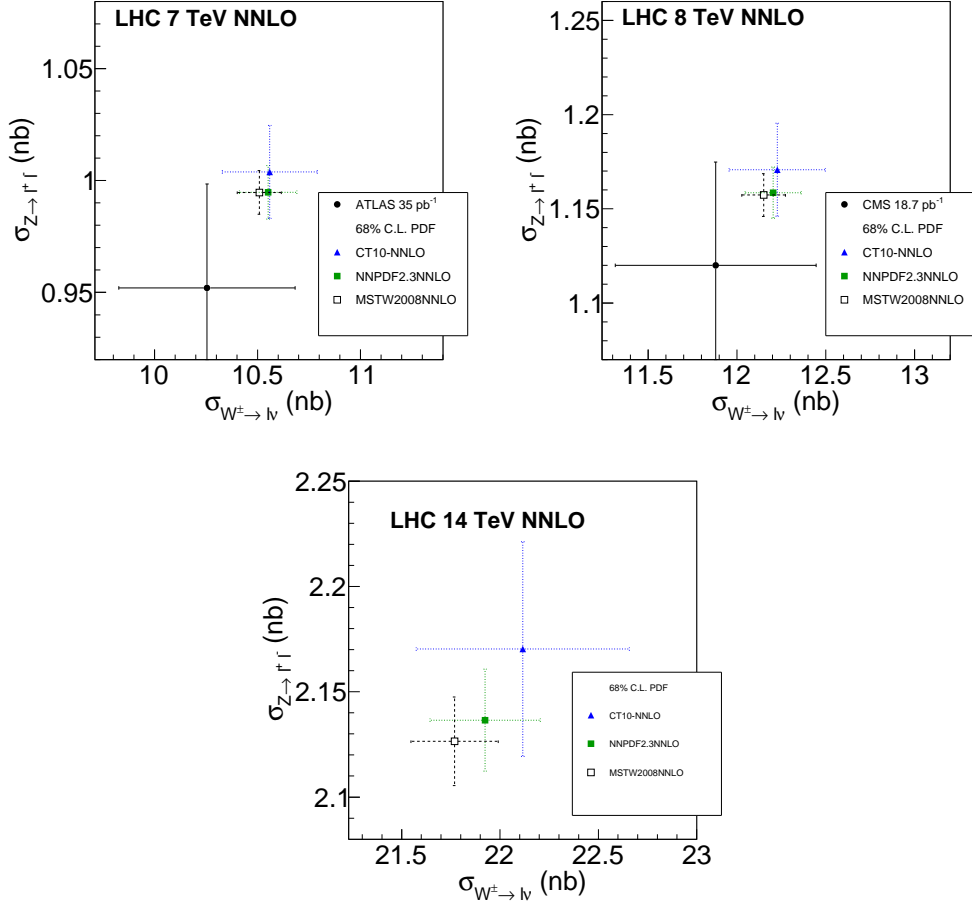 LHC 7 TeV NNLO
σZ→ l⁺ l⁻ (nb)
1.05
1
0.95
10
10.5
11
σW±→ lν (nb)
ATLAS 35 pb⁻¹
68% C.L. PDF
CT10-NNLO
NNPDF2.3NNLO
MSTW2008NNLO
LHC 8 TeV NNLO
σZ→ l⁺ l⁻ (nb)
1.25
1.2
1.15
1.1
11.5
12
12.5
13
σW±→ lν (nb)
CMS 18.7 pb⁻¹
68% C.L. PDF
CT10-NNLO
NNPDF2.3NNLO
MSTW2008NNLO
LHC 14 TeV NNLO
σZ→ l⁺ l⁻ (nb)
2.25
2.2
2.15
2.1
21.5
22
22.5
23
σW±→ lν (nb)
68% C.L. PDF
CT10-NNLO
NNPDF2.3NNLO
MSTW2008NNLO